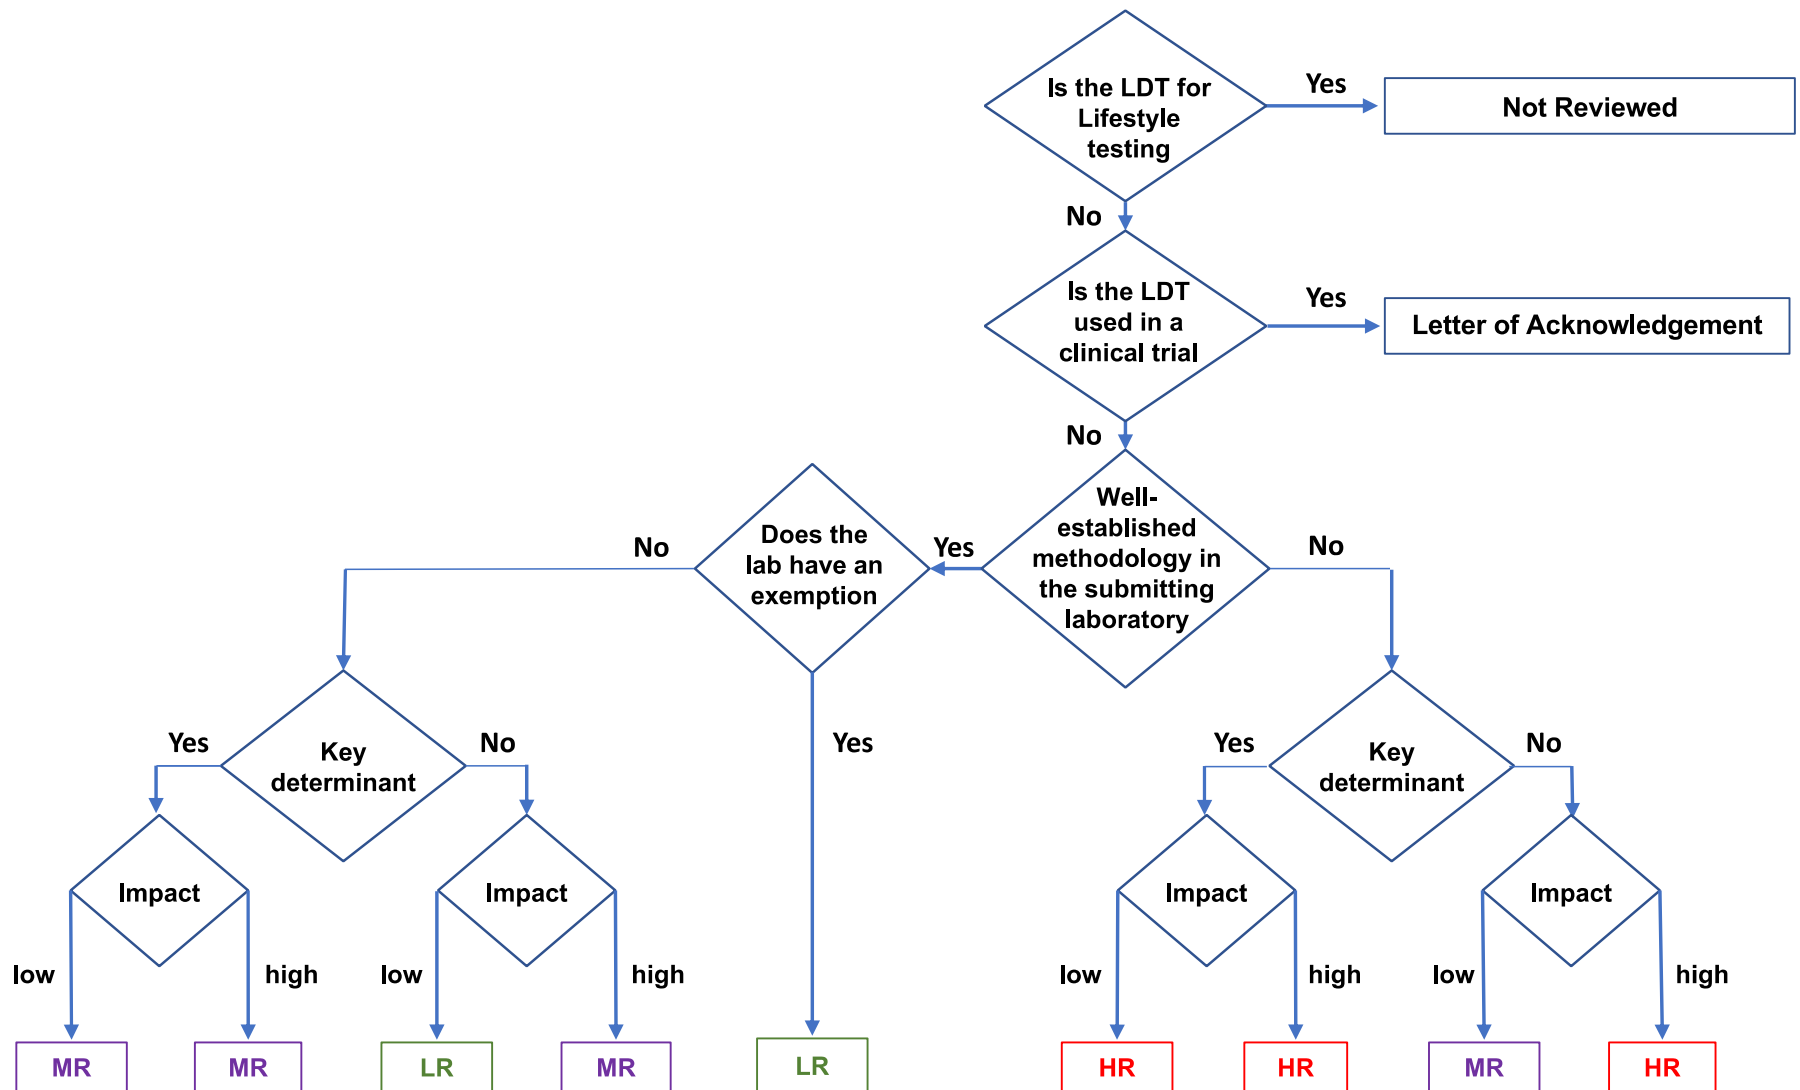 Is the LDT for
Lifestyle
testing
Yes
Not Reviewed
No
Is the LDT
used in a
clinical trial
Yes
Letter of Acknowledgement
No
Well-
established
methodology in
the submitting
laboratory
Yes
No
Does the
lab have an
exemption
No
Yes
Key
determinant
Yes
No
Impact
low
high
Impact
low
high
Key
determinant
Yes
No
Impact
low
high
Impact
low
high
MR
MR
LR
MR
LR
HR
HR
MR
HR